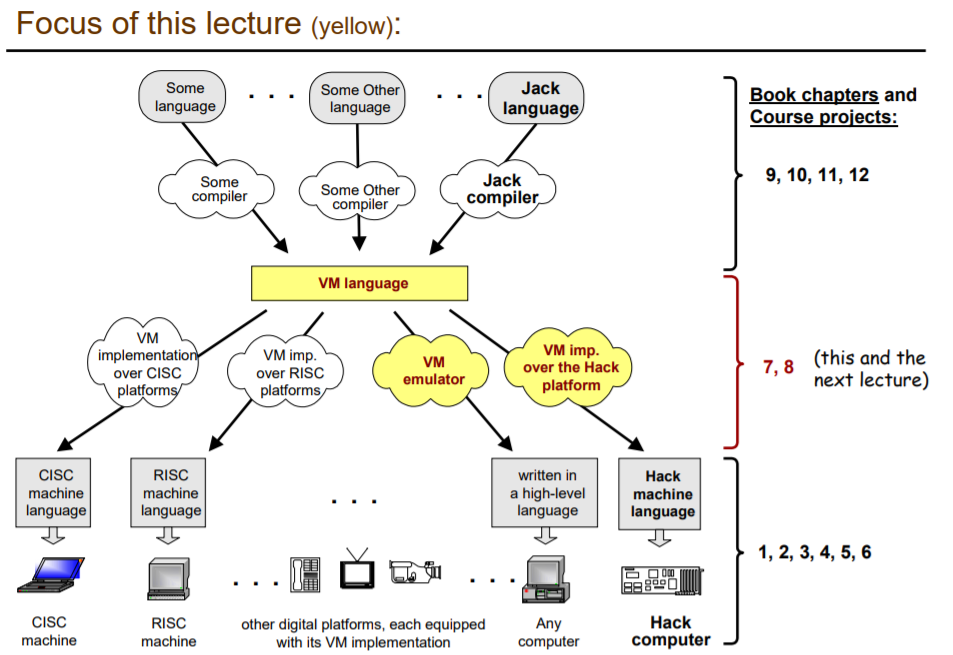 Focus of this lecture (yellow):
Some
language
. . .
Some Other
language
. . .
Jack
language
Book chapters and
Course projects:
9, 10, 11, 12
Some
compiler
Some Other
compiler
Jack
compiler
VM language
VM
implementation
over CISC
platforms
VM imp.
over RISC
platforms
VM
emulator
VM imp.
over the Hack
platform
7, 8
(this and the
next lecture)
CISC
machine
language
RISC
machine
language
. . .
written in
a high-level
language
Hack
machine
language
1, 2, 3, 4, 5, 6
. . .
. . .
CISC
machine
RISC
machine
other digital platforms, each equipped
with its VM implementation
Any
computer
Hack
computer